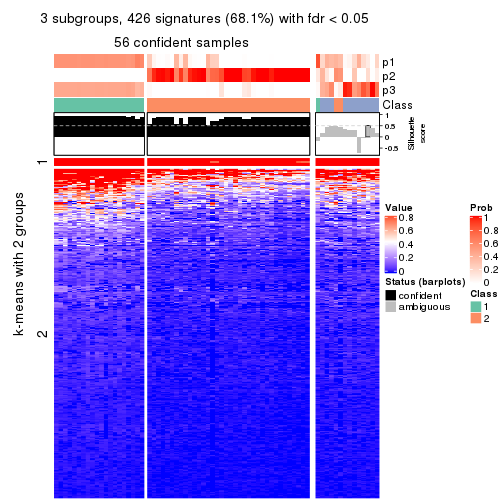 3 subgroups, 426 signatures (68.1%) with fdr < 0.05
56 confident samples
p1
p2
p3
Class
1
0.5
-0.5
Silhouette
score
k-means with 2 groups
1
2
Value
0.8
0.6
0.4
0.2
0
Prob
1
0.8
0.6
0.4
0.2
0
Status (barplots)
confident
ambiguous
Class
1
2